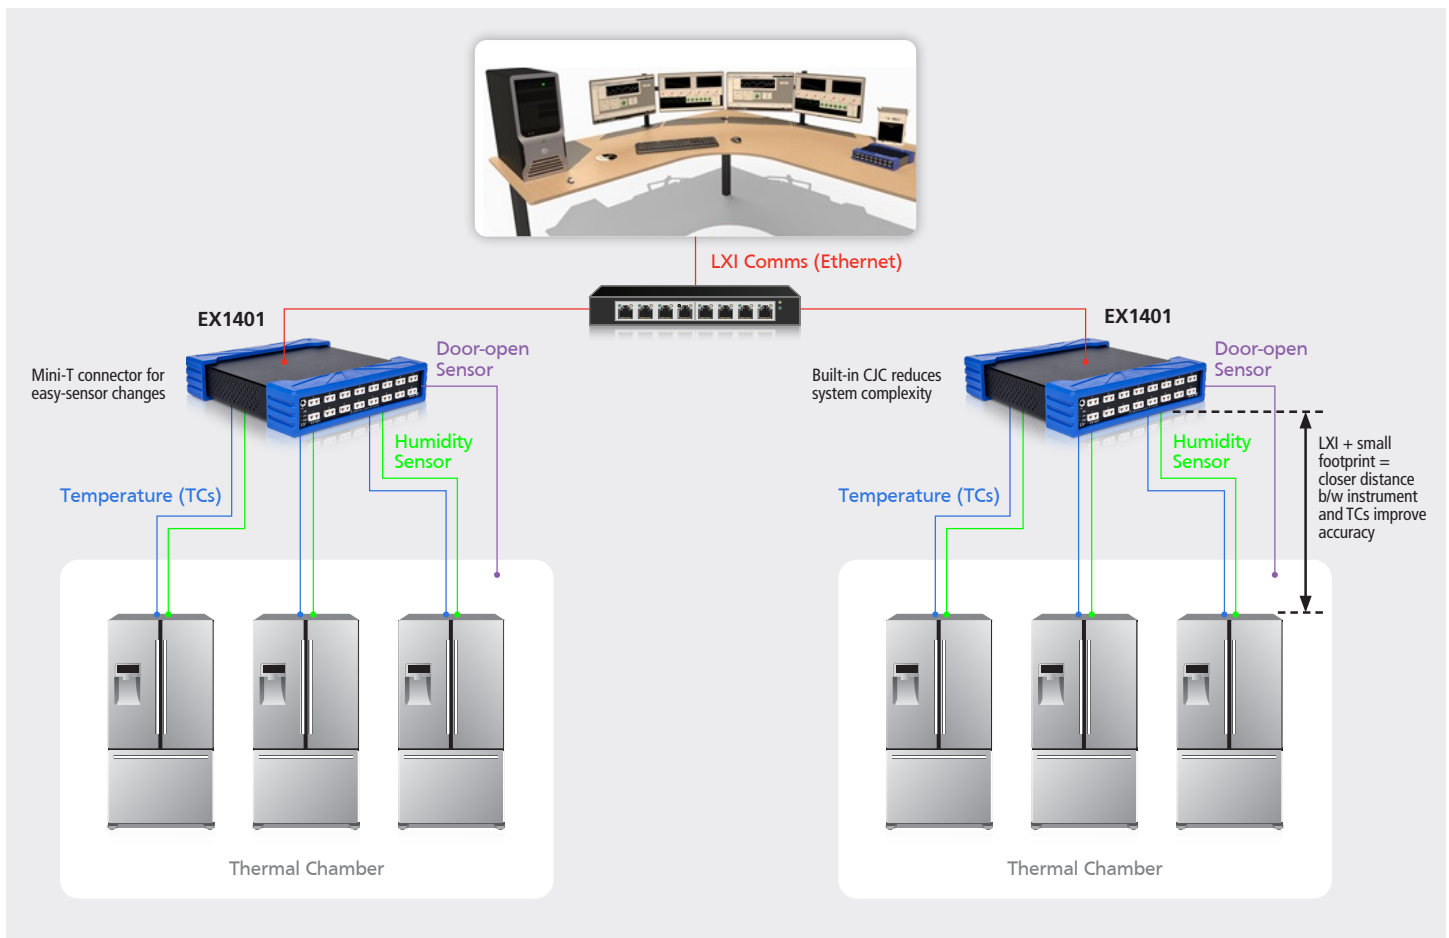 LXI Comms (Ethernet)
EX1401
Mini-T connector for
easy-sensor changes
Door-open
Sensor
Humidity
Sensor
Temperature (TCs)
Thermal Chamber
EX1401
Built-in CJC reduces
system complexity
Door-open
Sensor
Humidity
Sensor
Temperature (TCs)
LXI + small
footprint =
closer distance
b/w instrument
and TCs improve
accuracy
Thermal Chamber